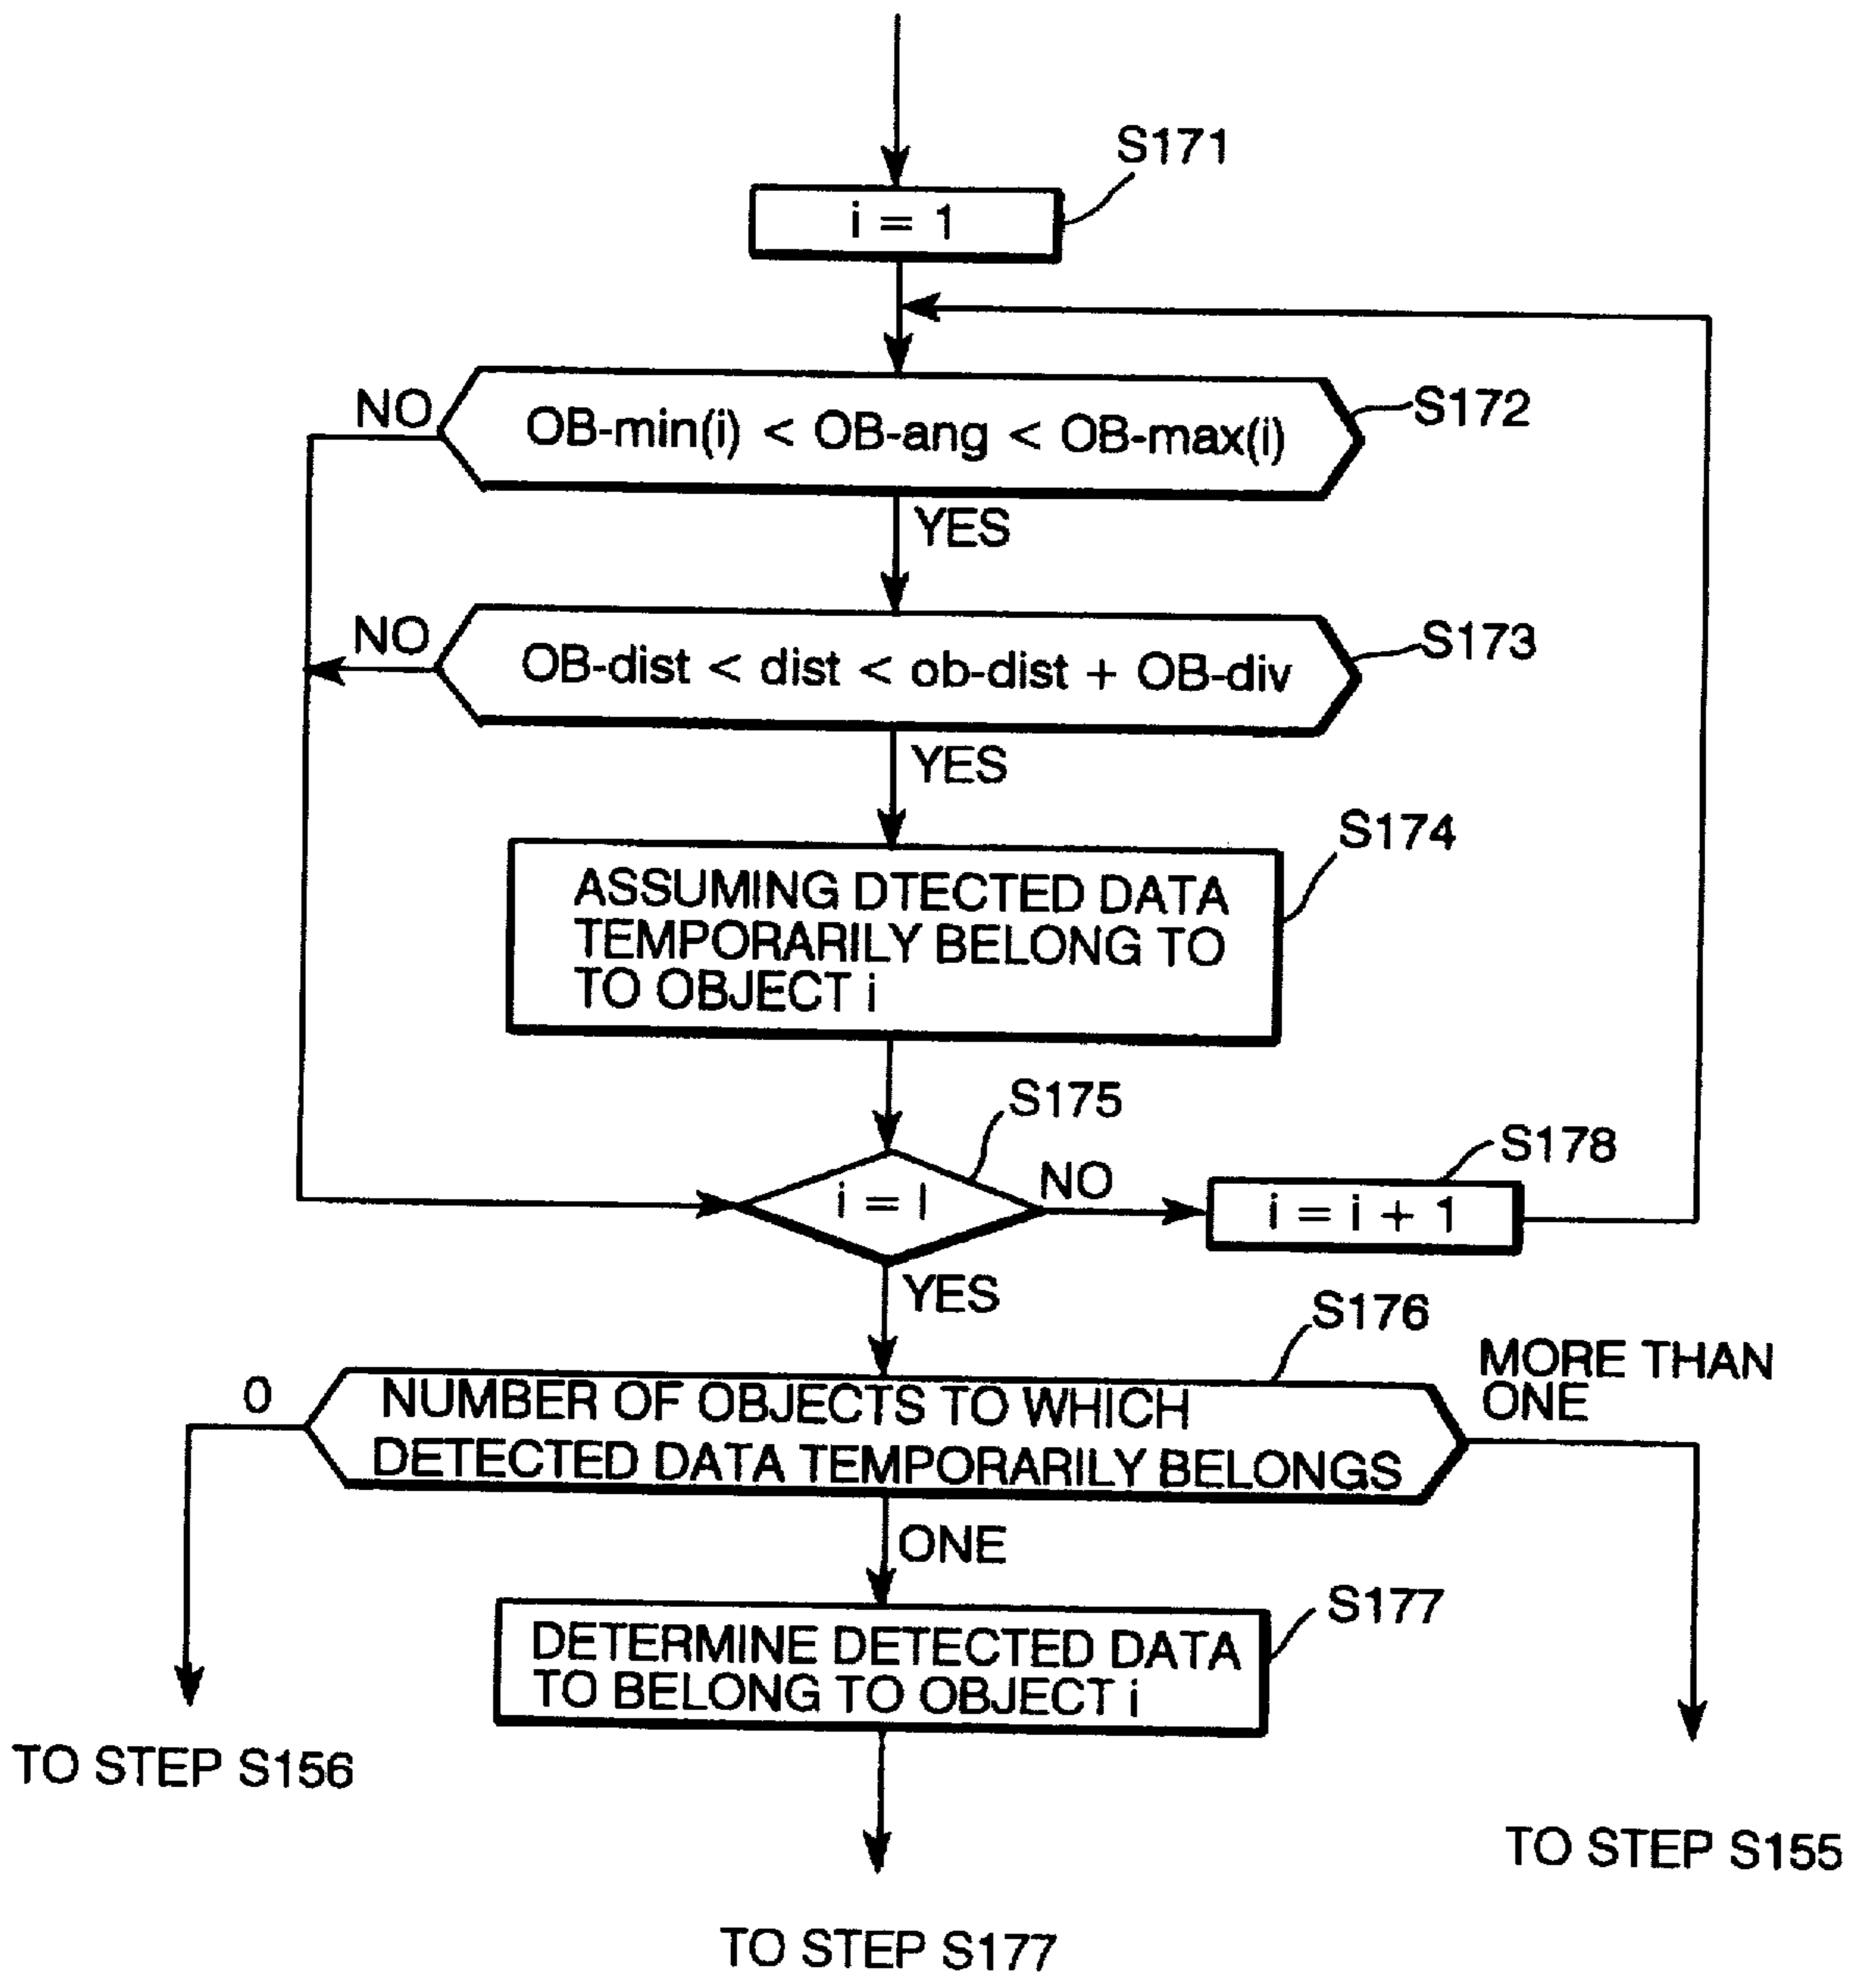 S171
i = 1
NO
OB-min(i) < OB-ang < OB-max(i)
S172
YES
NO
OB-dist < dist < ob-dist + OB-div
S173
YES
S174
ASSUMING DTECTED DATA
TEMPORARILY BELONG TO
TO OBJECT i
S175
i = I
NO
S178
i = i + 1
YES
S176
0
NUMBER OF OBJECTS TO WHICH
DETECTED DATA TEMPORARILY BELONGS
MORE THAN
ONE
ONE
S177
DETERMINE DETECTED DATA
TO BELONG TO OBJECT i
TO STEP S156
TO STEP S155
TO STEP S177